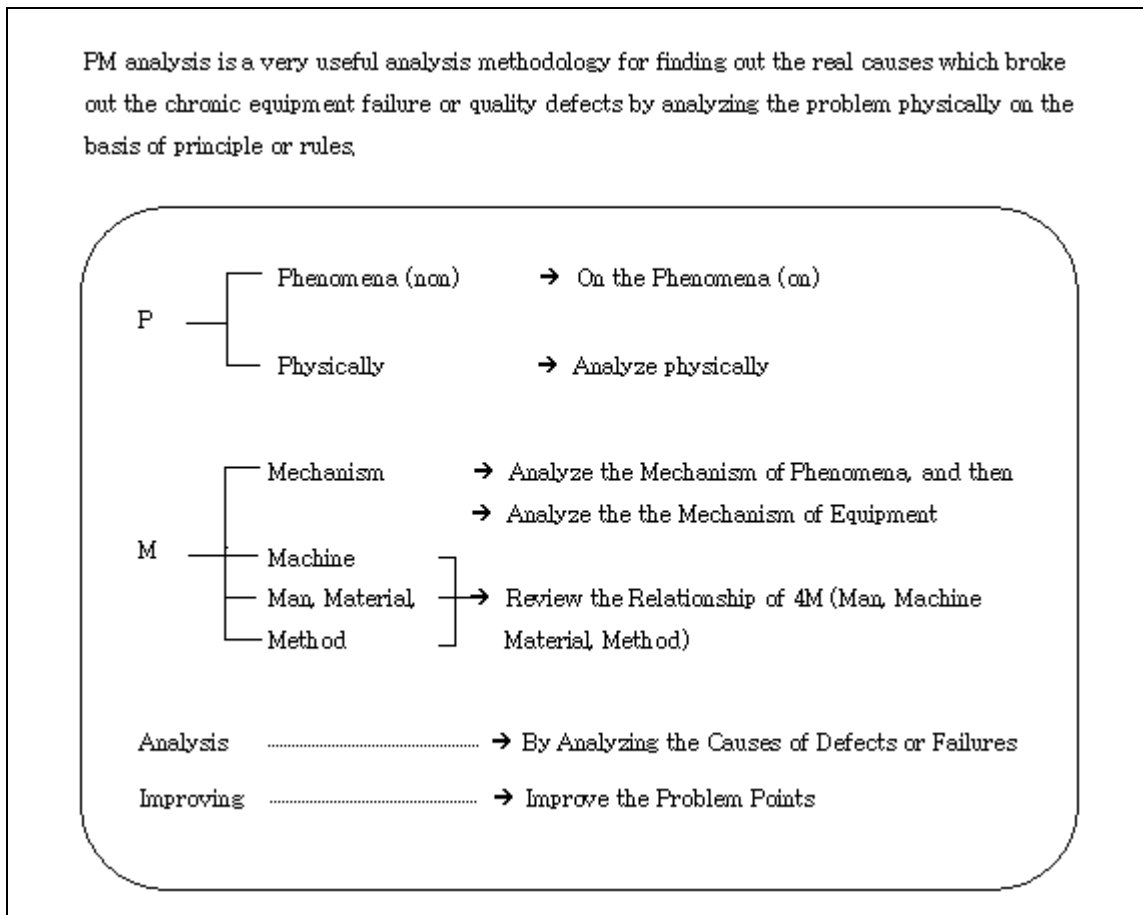 PM analysis is a very useful analysis methodology for finding out the real causes which broke
out the chronic equipment failure or quality defects by analyzing the problem physically on the
basis of principle or rules,
Phenomena (non) → On the Phenomena (on)
P
Physically → Analyze physically
Mechanism → Analyze the Mechanism of Phenomena, and then
→ Analyze the the Mechanism of Equipment
M
Machine
Man, Material, → Review the Relationship of 4M (Man, Machine
Method Material, Method)
Analysis → By Analyzing the Causes of Defects or Failures
Improving → Improve the Problem Points